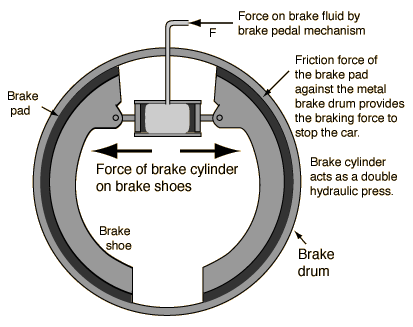 Force on brake fluid by
brake pedal mechanism
F
Friction force of
the brake pad
against the metal
brake drum provides
the braking force to
stop the car.
Brake
pad
Force of brake cylinder
on brake shoes
Brake cylinder
acts as a double
hydraulic press.
Brake
shoe
Brake
drum